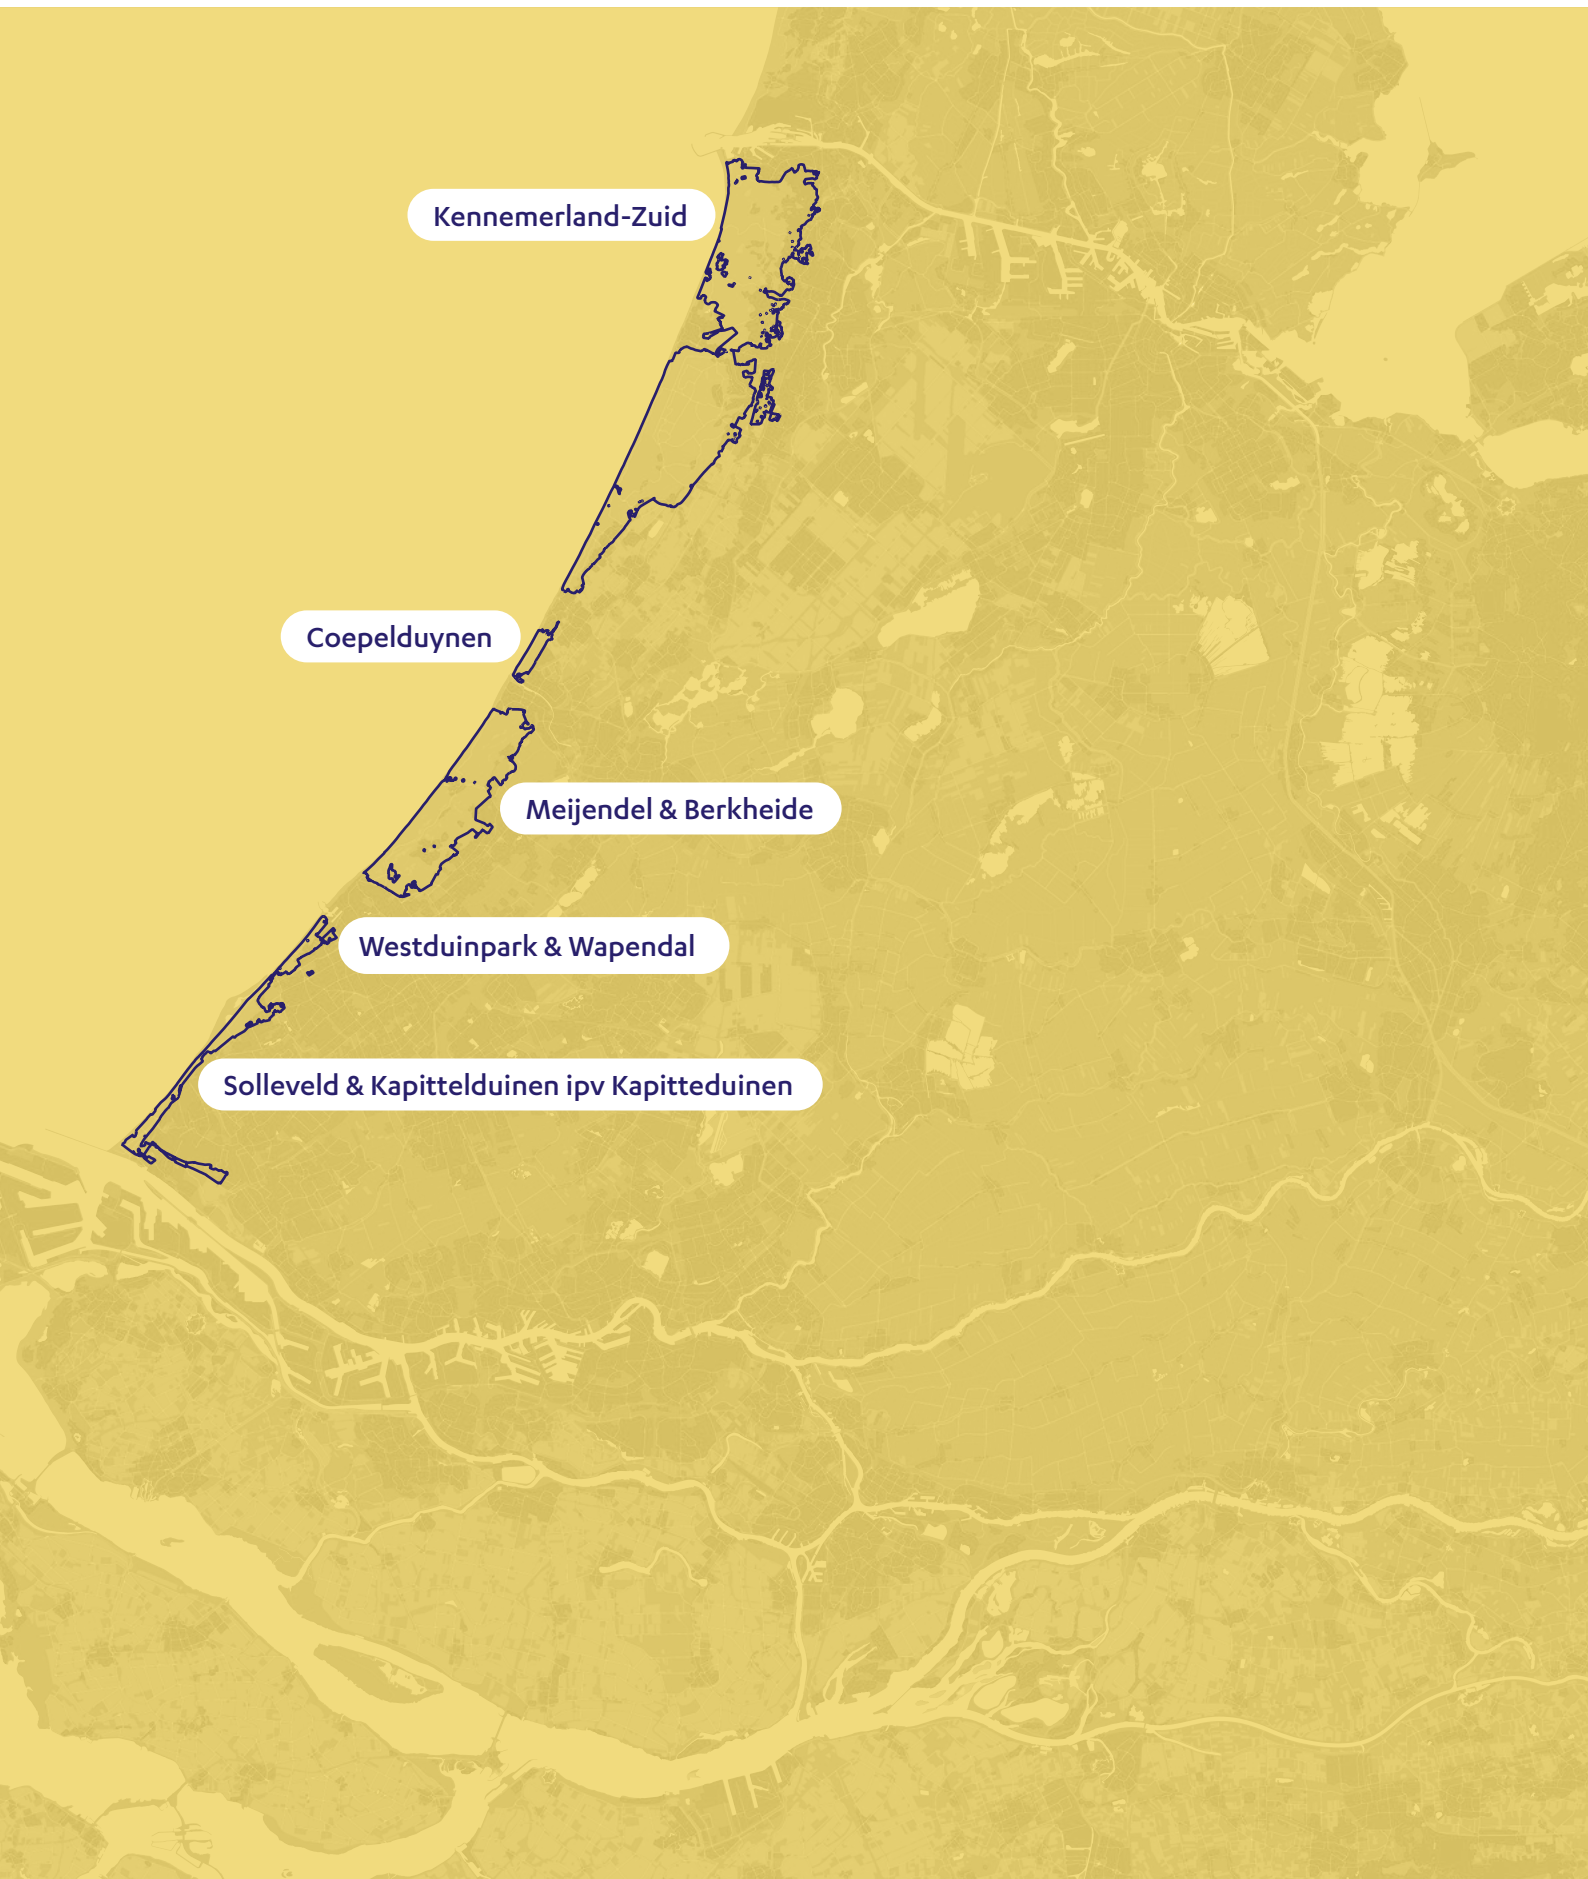 Kennemerland-Zuid
Coepelduynen
Meijendel & Berkheide
Westduinpark & Wapendal
Solleveld & Kapittelduinen ipv Kapitteduinen